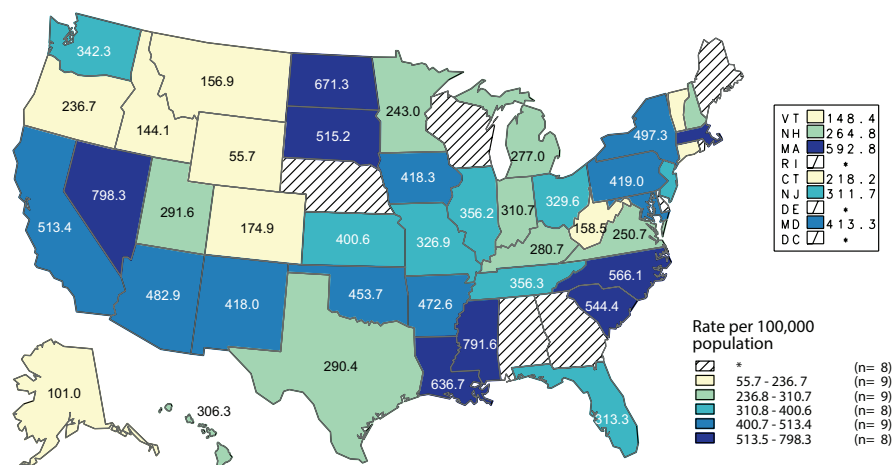 342.3
156.9
671.3
243.0
236.7
144.1
515.2
497.3
55.7
277.0
418.3
419.0
798.3
291.6
356.2
310.7
329.6
513.4
174.9
400.6
326.9
158.5
250.7
280.7
482.9
418.0
453.7
472.6
356.3
566.1
544.4
791.6
290.4
636.7
101.0
306.3
313.3
VT 148.4
NH 264.8
MA 592.8
RI *
CT 218.2
NJ 311.7
DE *
MD 413.3
DC *
Rate per 100,000
population
* (n= 8)
55.7 - 236.7 (n= 9)
236.8 - 310.7 (n= 9)
310.8 - 400.6 (n= 8)
400.7 - 513.4 (n= 9)
513.5 - 798.3 (n= 8)